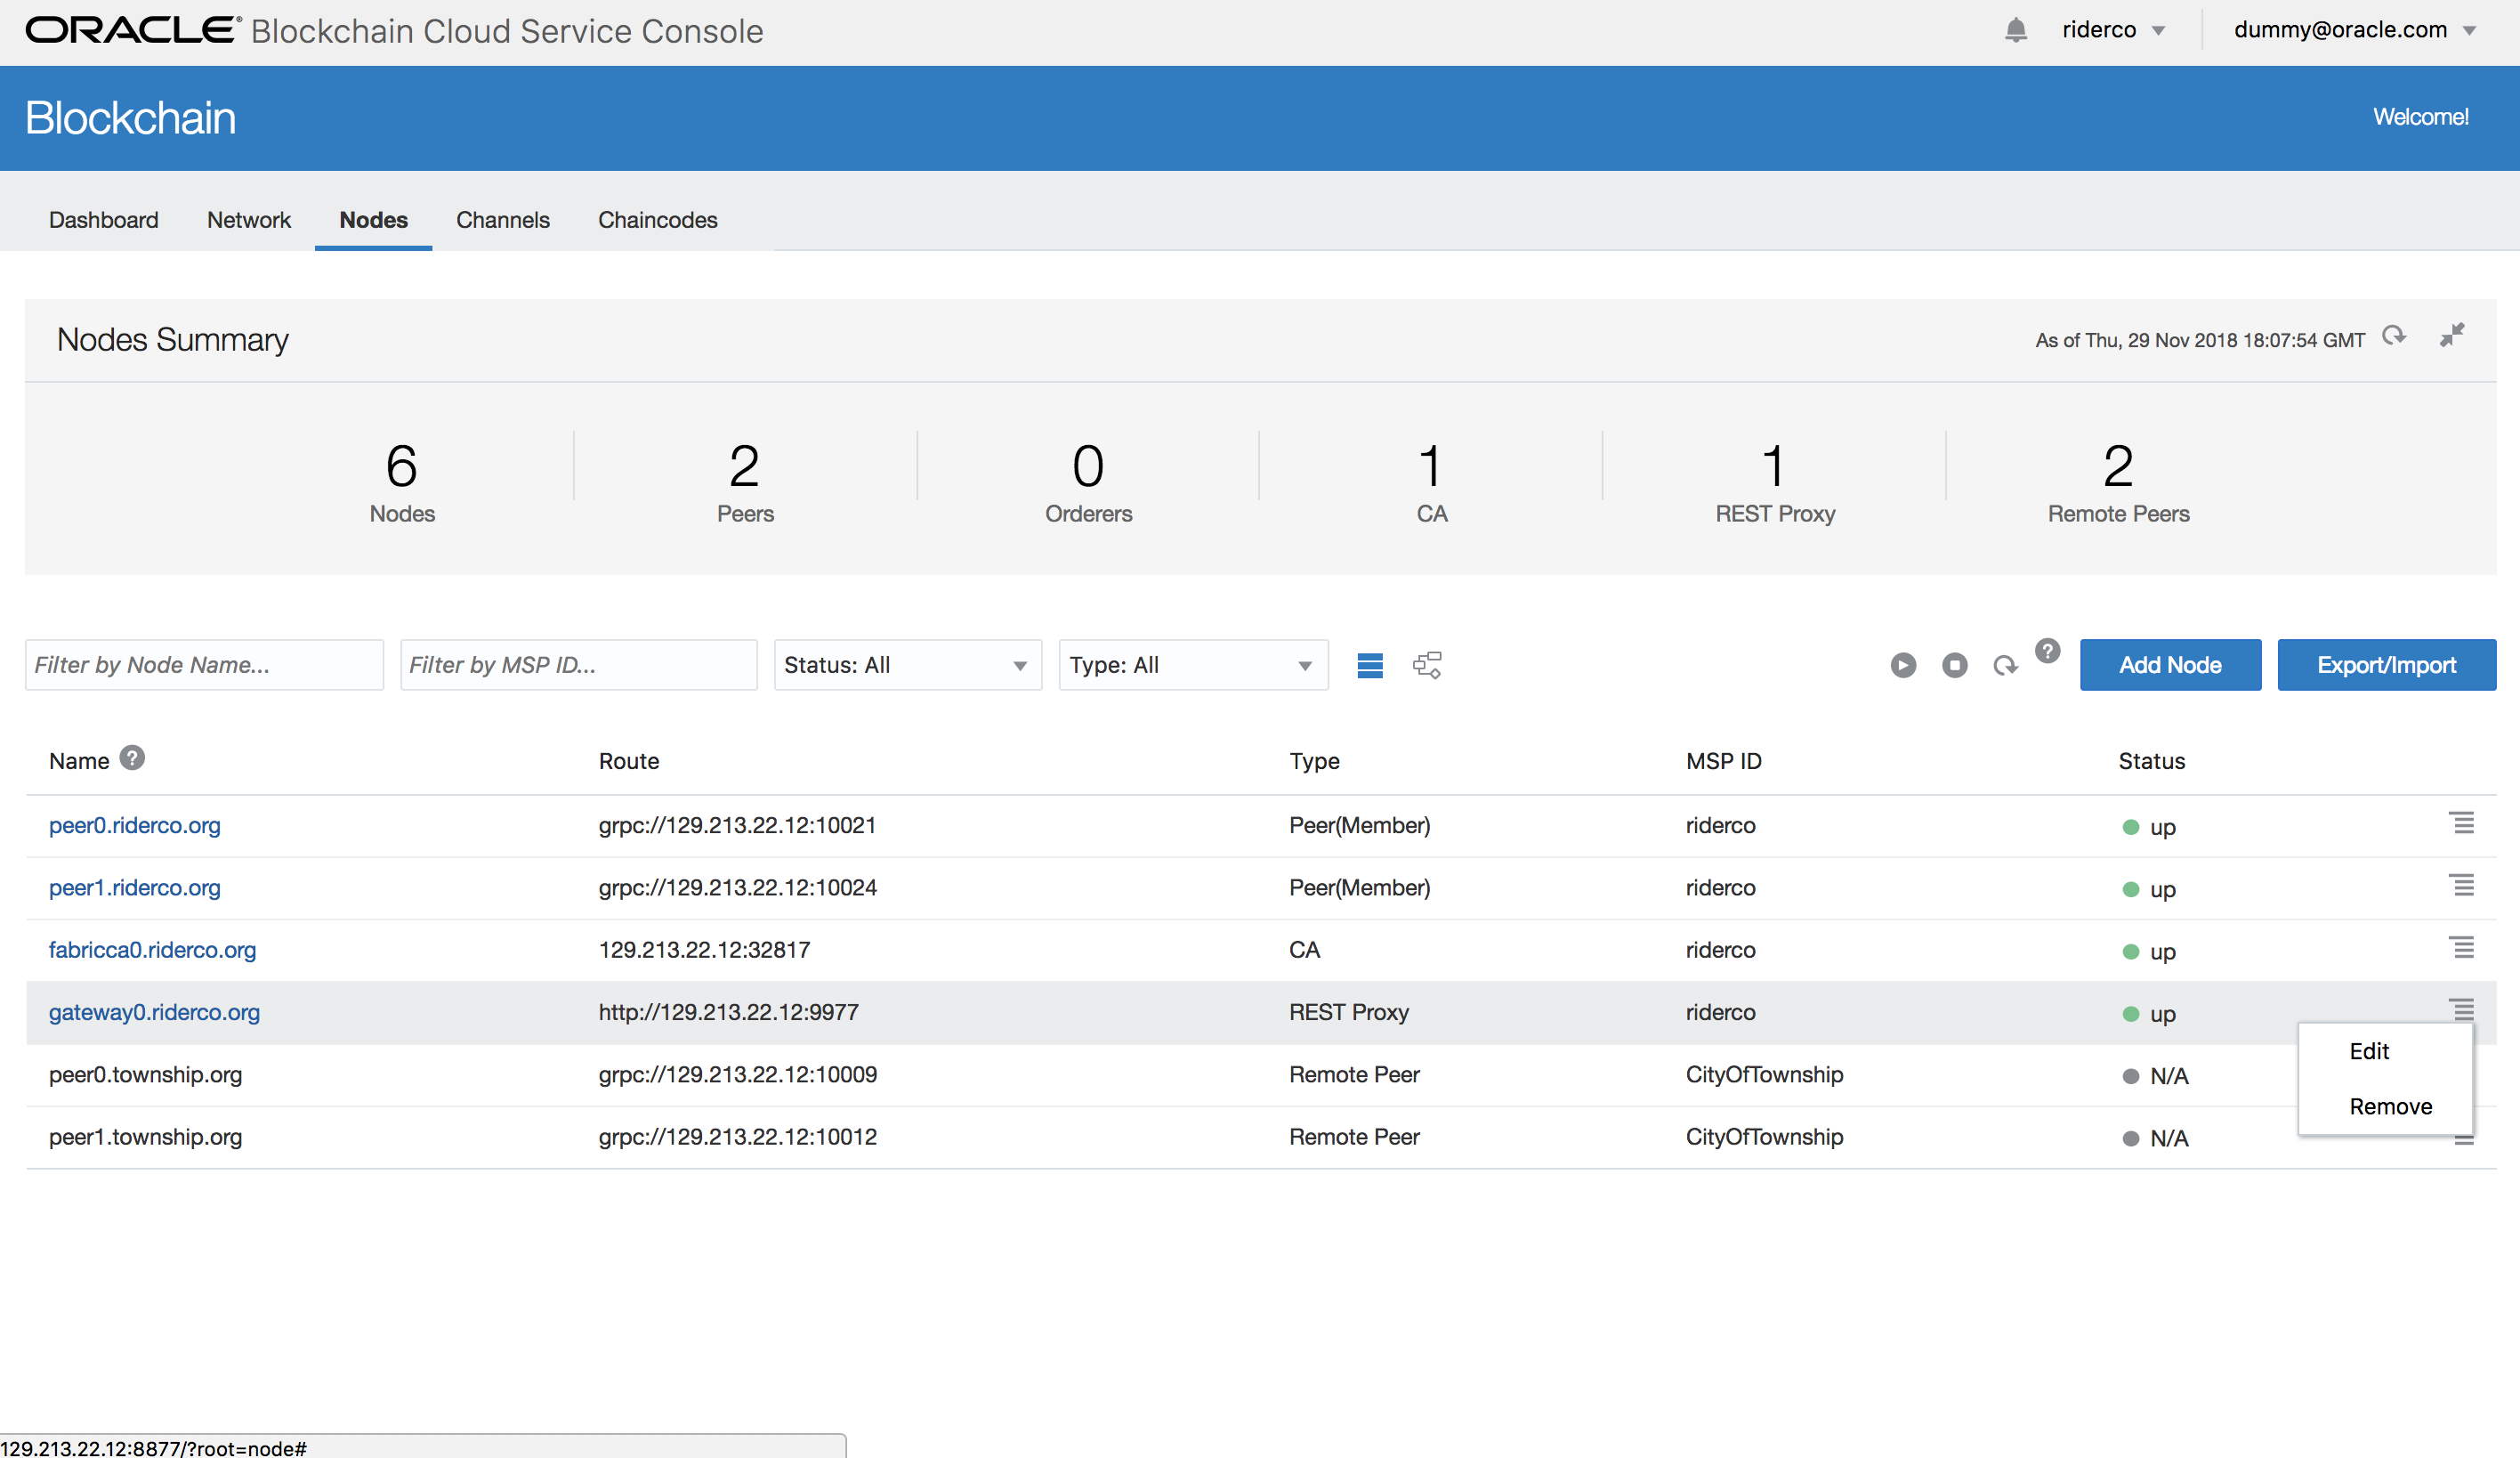 ORACLE® Blockchain Cloud Service Console riderco dummy@oracle.com
Blockchain Welcome!
Dashboard Network Nodes Channels Chaincodes
Nodes Summary As of Thu, 29 Nov 2018 18:07:54 GMT
6 2 0 1 1 2
Nodes Peers Orderers CA REST Proxy Remote Peers
Filter by Node Name... Filter by MSP ID... Status: All Type: All ? Add Node Export/Import
Name ? Route Type MSP ID Status
peer0.riderco.org grpc://129.213.22.12:10021 Peer(Member) riderco up
peer1.riderco.org grpc://129.213.22.12:10024 Peer(Member) riderco up
fabricca0.riderco.org 129.213.22.12:32817 CA riderco up
gateway0.riderco.org http://129.213.22.12:9977 REST Proxy riderco up
Edit
peer0.township.org grpc://129.213.22.12:10009 Remote Peer CityOfTownship N/A
Remove
peer1.township.org grpc://129.213.22.12:10012 Remote Peer CityOfTownship N/A
129.213.22.12:8877/?root=node#